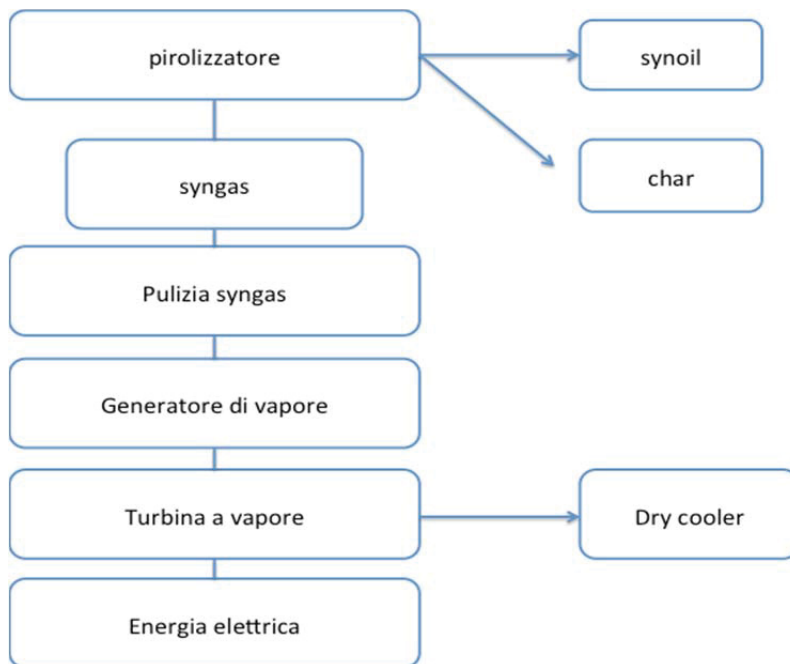 pirolizzatore
synoil
char
syngas
Pulizia syngas
Generatore di vapore
Turbina a vapore
Dry cooler
Energia elettrica